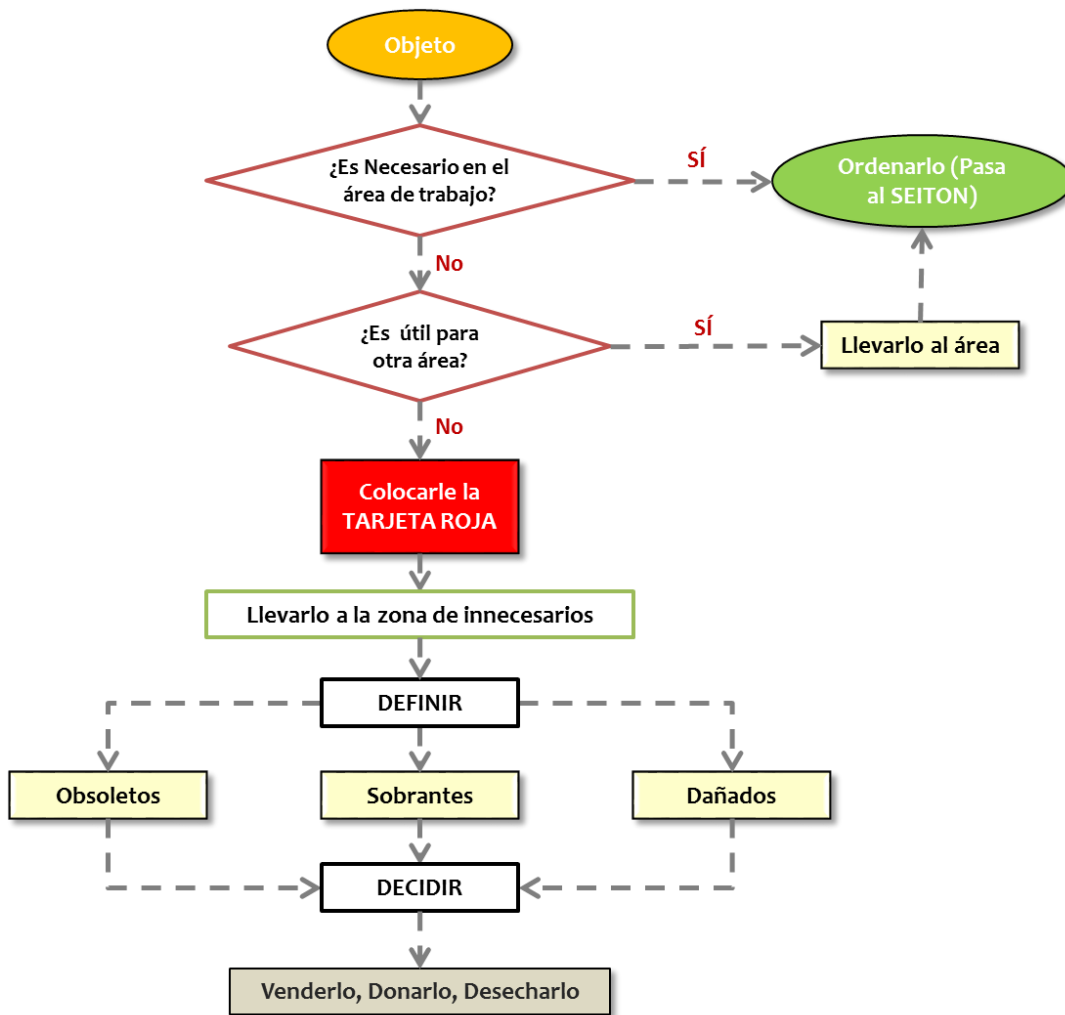 Objeto
¿Es Necesario en el
área de trabajo?
SÍ
Ordenarlo (Pasa
al SEITON)
No
¿Es útil para
otra área?
SÍ
Llevarlo al área
No
Colocarle la
TARJETA ROJA
Llevarlo a la zona de innecesarios
DEFINIR
Obsoletos
Sobrantes
Dañados
DECIDIR
Venderlo, Donarlo, Desecharlo